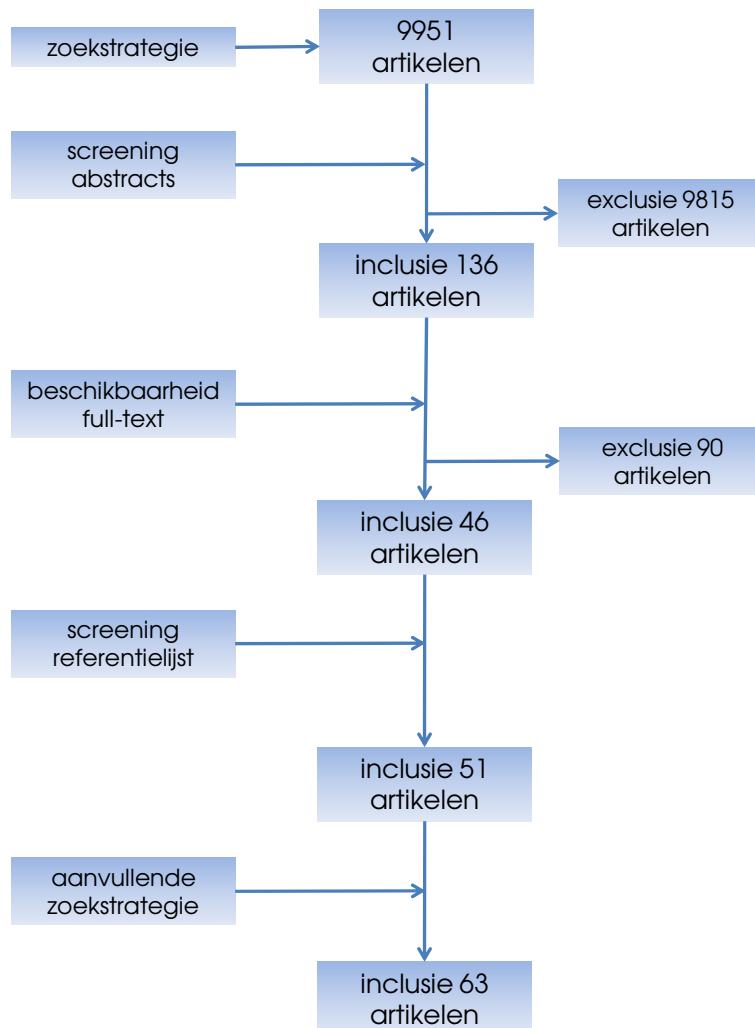 zoekstrategie
9951
artikelen
screening
abstracts
exclusie 9815
artikelen
inclusie 136
artikelen
beschikbaarheid
full-text
exclusie 90
artikelen
inclusie 46
artikelen
screening
referentielijst
inclusie 51
artikelen
aanvullende
zoekstrategie
inclusie 63
artikelen